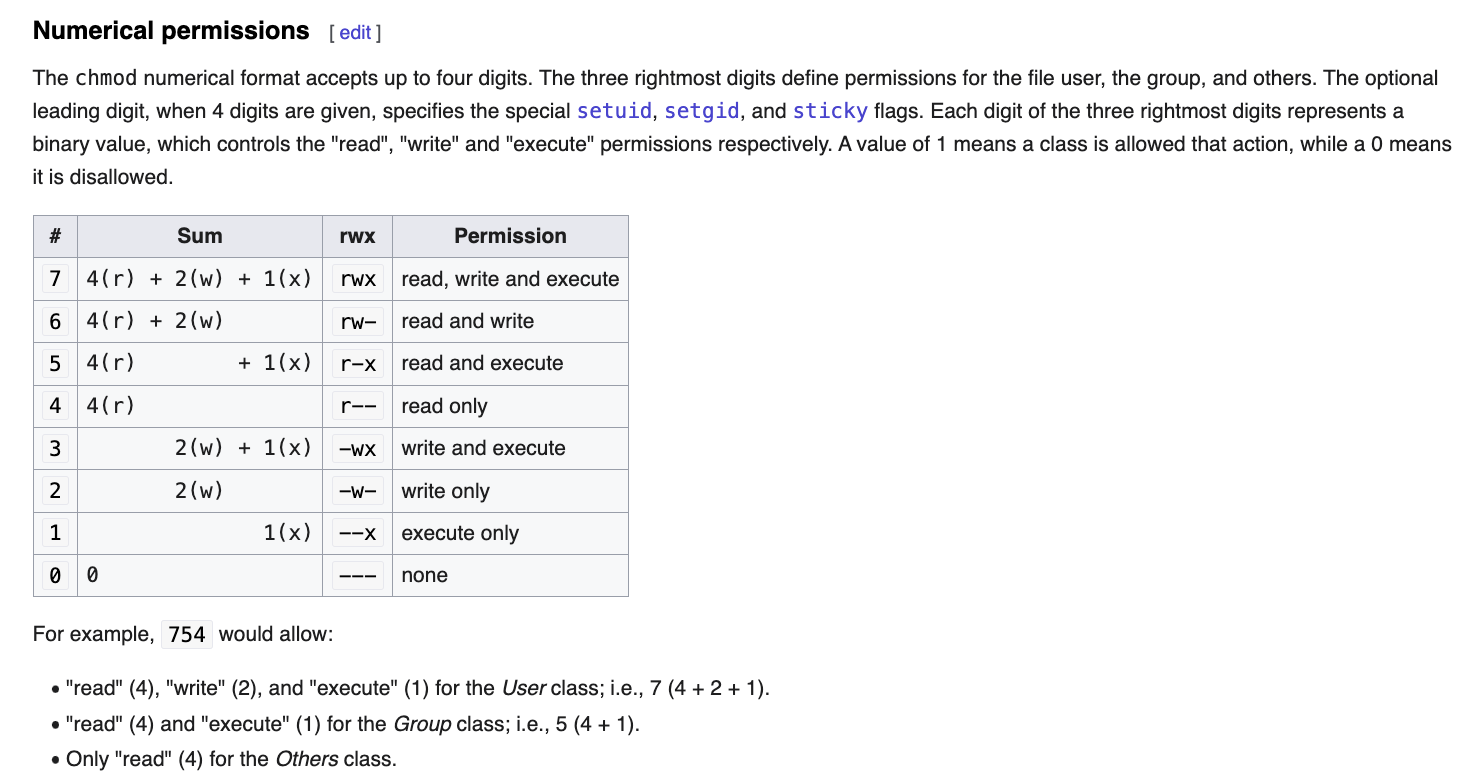 Numerical permissions [ edit ]
The chmod numerical format accepts up to four digits. The three rightmost digits define permissions for the file user, the group, and others. The optional
leading digit, when 4 digits are given, specifies the special setuid, setgid, and sticky flags. Each digit of the three rightmost digits represents a
binary value, which controls the "read", "write" and "execute" permissions respectively. A value of 1 means a class is allowed that action, while a 0 means
it is disallowed.
# Sum rwx Permission
7 4(r) + 2(w) + 1(x) rwx read, write and execute
6 4(r) + 2(w) rw- read and write
5 4(r) + 1(x) r-x read and execute
4 4(r) r-- read only
3 2(w) + 1(x) -wx write and execute
2 2(w) -w- write only
1 1(x) --x execute only
0 0 --- none
For example, 754 would allow:
• "read" (4), "write" (2), and "execute" (1) for the User class; i.e., 7 (4 + 2 + 1).
• "read" (4) and "execute" (1) for the Group class; i.e., 5 (4 + 1).
• Only "read" (4) for the Others class.